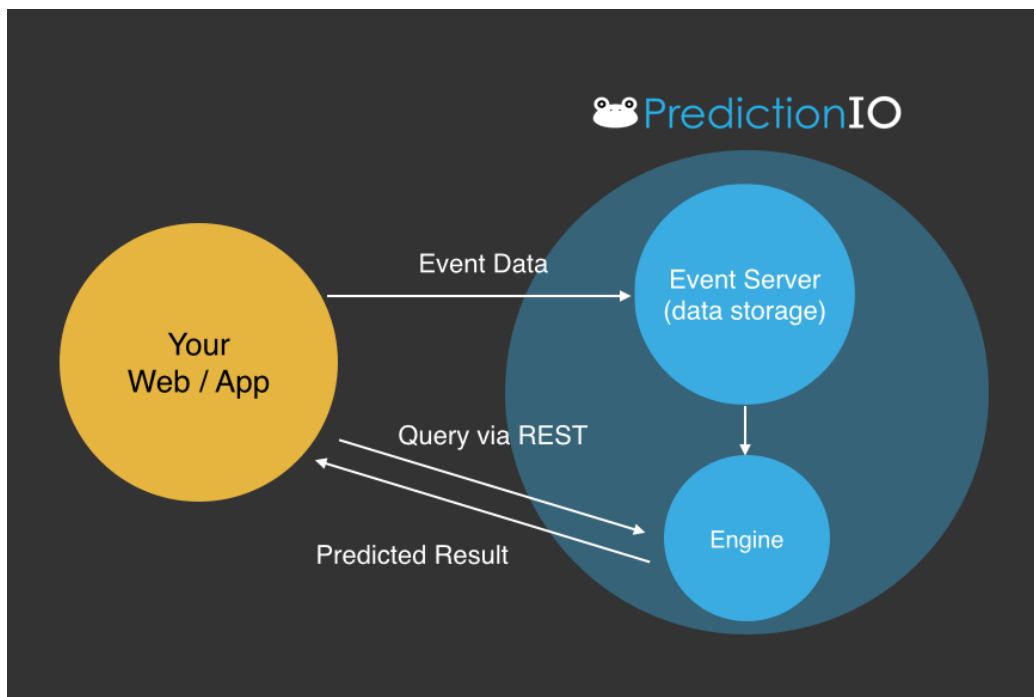 PredictionIO
Event Data
Event Server
(data storage)
Your
Web / App
Query via REST
Engine
Predicted Result